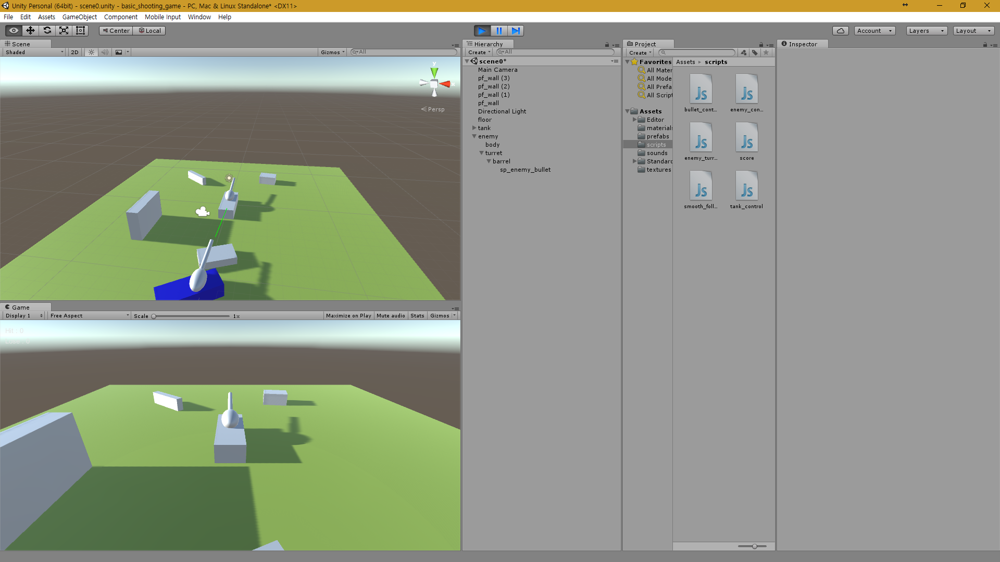 Unity Personal (64bit) - scene0.unity - basic_shooting_game - PC, Mac & Linux Standalone* <DX11>
File Edit Assets GameObject Component Mobile Input Window Help
Center Local
Account Layers Layout
Scene
Shaded 2D Gizmos All
y
x
Persp
Hierarchy
Create All
scene0*
Main Camera
pf_wall (3)
pf_wall (2)
pf_wall (1)
pf_wall
Directional Light
floor
tank
enemy
body
turret
barrel
sp_enemy_bullet
Project
Create
Favorites
All Mater
All Mode
All Prefa
All Script
Assets
Editor
materials
prefabs
scripts
sounds
Standard
textures
Assets scripts
Js Js
bullet_cont... enemy_con...
Js Js
enemy_turr... score
Js Js
smooth_foll... tank_control
Inspector
Game
Display 1 Free Aspect Scale 1x Maximize on Play Mute audio Stats Gizmos
Hit : 0
Lose : 0